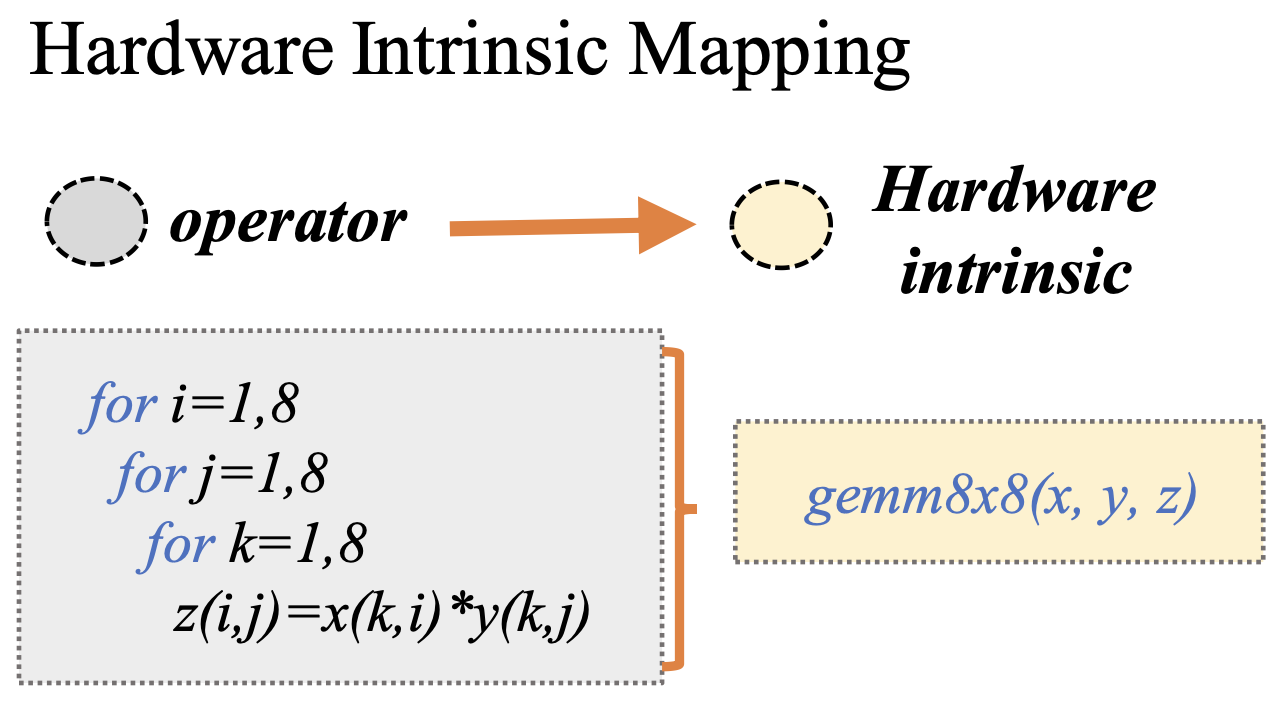 Hardware Intrinsic Mapping
operator
Hardware
intrinsic
for i=1,8
for j=1,8
for k=1,8
z(i,j)=x(k,i)*y(k,j)
gemm8x8(x, y, z)